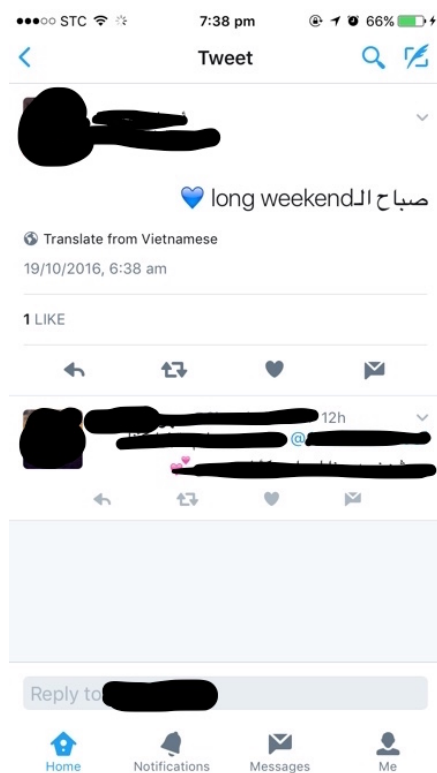 STC 7:38 pm 66%
Tweet
صباح الـlong weekend 💙
Translate from Vietnamese
19/10/2016, 6:38 am
1 LIKE
12h
@
💕
Reply to
Home Notifications Messages Me